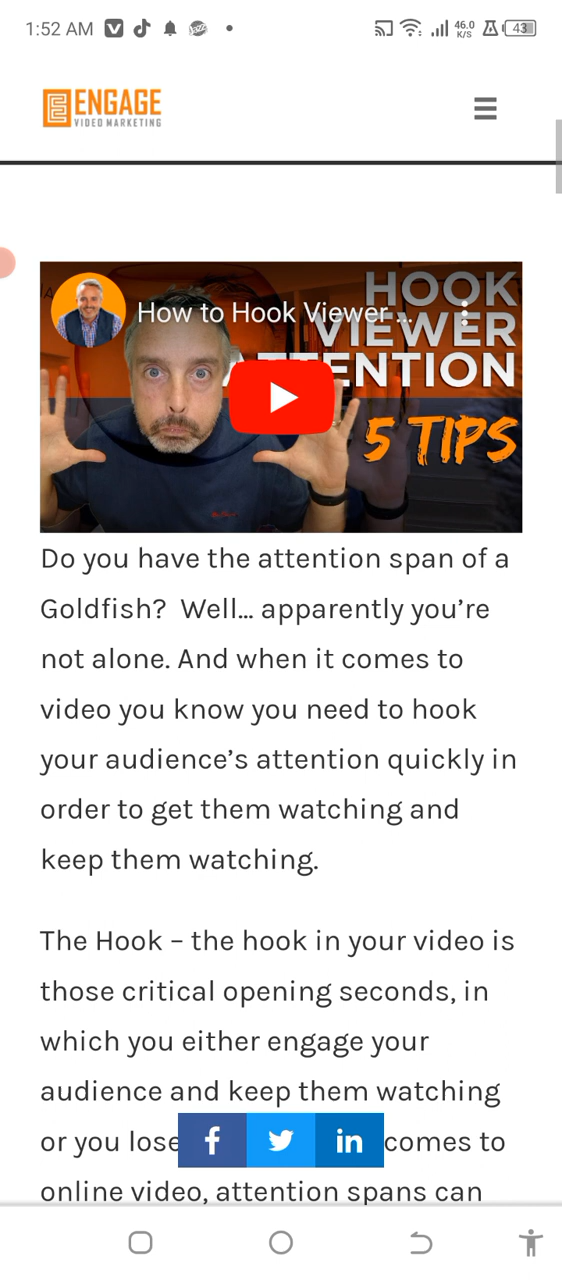 1:52 AM
46.0
K/S
43
ENGAGE
VIDEO MARKETING
How to Hook Viewer ...
HOOK
VIEWER
ATTENTION
5 TIPS
Do you have the attention span of a
Goldfish?  Well… apparently you’re
not alone. And when it comes to
video you know you need to hook
your audience’s attention quickly in
order to get them watching and
keep them watching.
The Hook – the hook in your video is
those critical opening seconds, in
which you either engage your
audience and keep them watching
or you lose comes to
online video, attention spans can